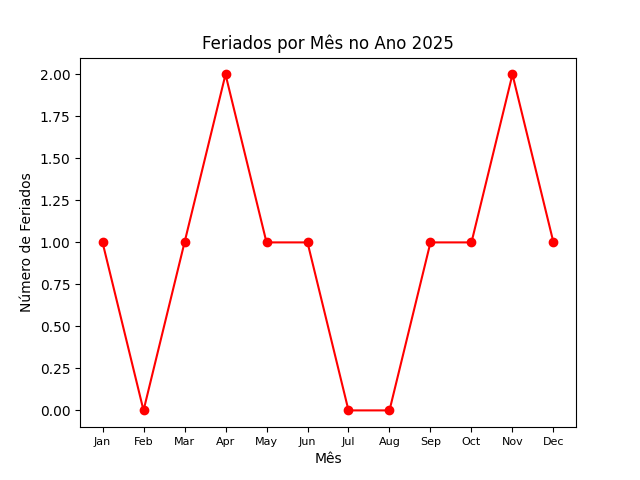 Feriados por Mês no Ano 2025
Número de Feriados
2.00
1.75
1.50
1.25
1.00
0.75
0.50
0.25
0.00
Jan Feb Mar Apr May Jun Jul Aug Sep Oct Nov Dec
Mês